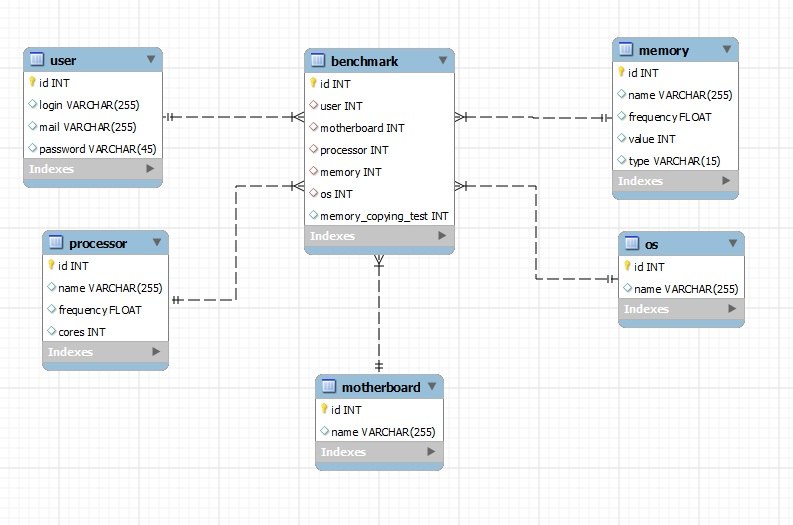 user
id INT
login VARCHAR(255)
mail VARCHAR(255)
password VARCHAR(45)
Indexes
benchmark
id INT
user INT
motherboard INT
processor INT
memory INT
os INT
memory_copying_test INT
Indexes
memory
id INT
name VARCHAR(255)
frequency FLOAT
value INT
type VARCHAR(15)
Indexes
processor
id INT
name VARCHAR(255)
frequency FLOAT
cores INT
Indexes
os
id INT
name VARCHAR(255)
Indexes
motherboard
id INT
name VARCHAR(255)
Indexes